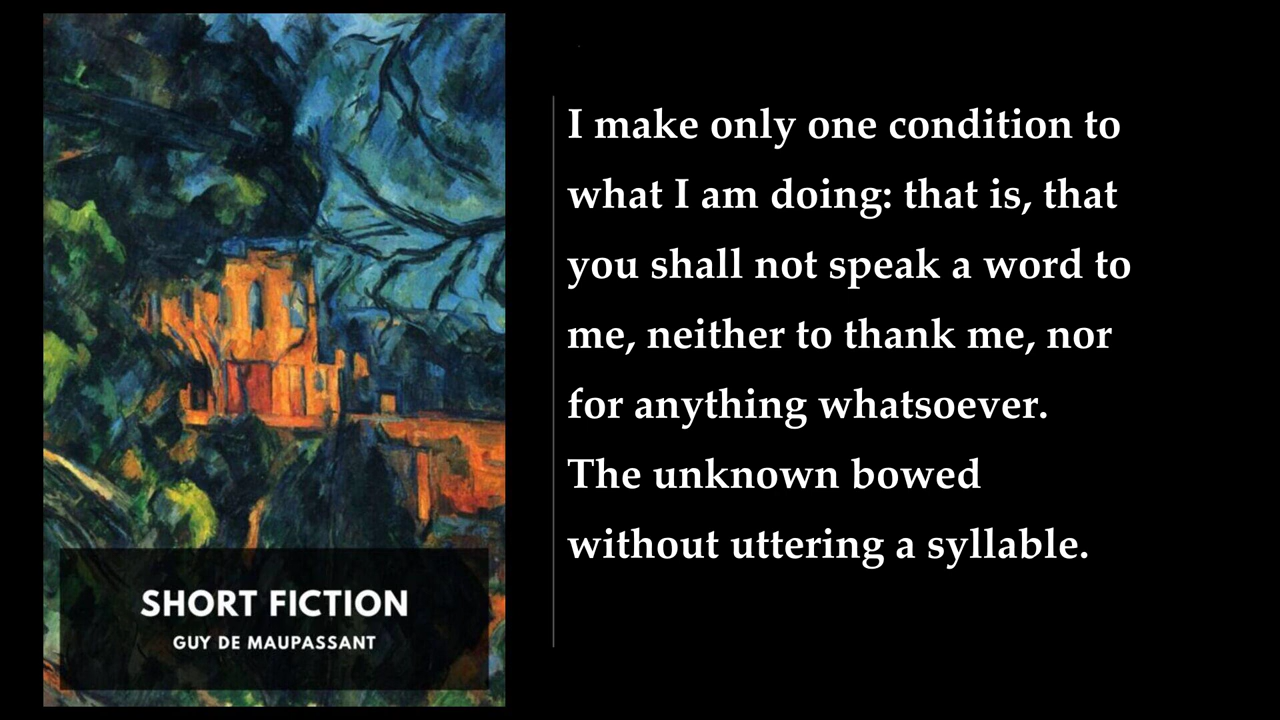 SHORT FICTION
GUY DE MAUPASSANT
I make only one condition to
what I am doing: that is, that
you shall not speak a word to
me, neither to thank me, nor
for anything whatsoever.
The unknown bowed
without uttering a syllable.